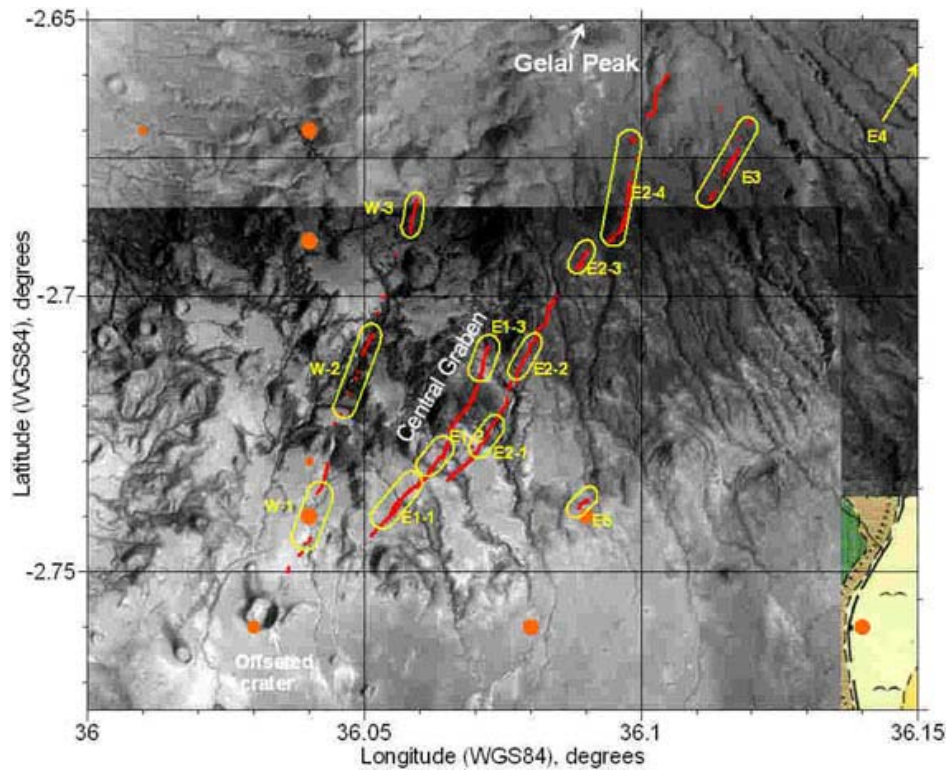 -2.65
Gelal Peak
E4
E3
E2-4
W-3
E2-3
-2.7
E1-3
Central Graben
W-2
E2-2
E1-2
E2-1
W-1
E1-1
E5
-2.75
Offseted
crater
36
36.05
36.1
36.15
Latitude (WGS84), degrees
Longitude (WGS84), degrees